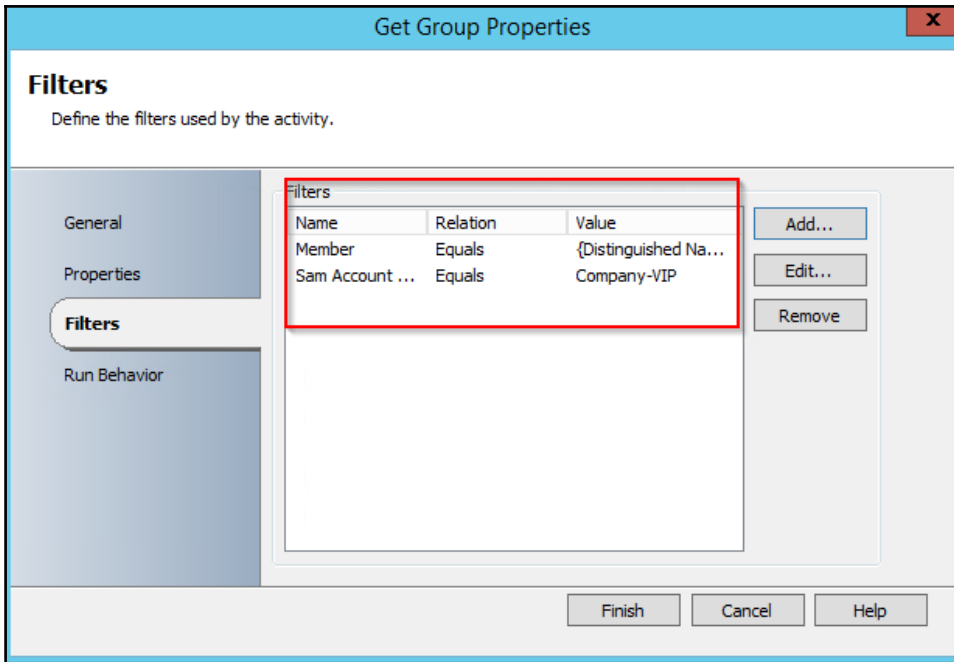 Get Group Properties
x
Filters
Define the filters used by the activity.
General
Properties
Filters
Run Behavior
Filters
Name Relation Value
Member Equals {Distinguished Na...
Sam Account ... Equals Company-VIP
Add...
Edit...
Remove
Finish Cancel Help